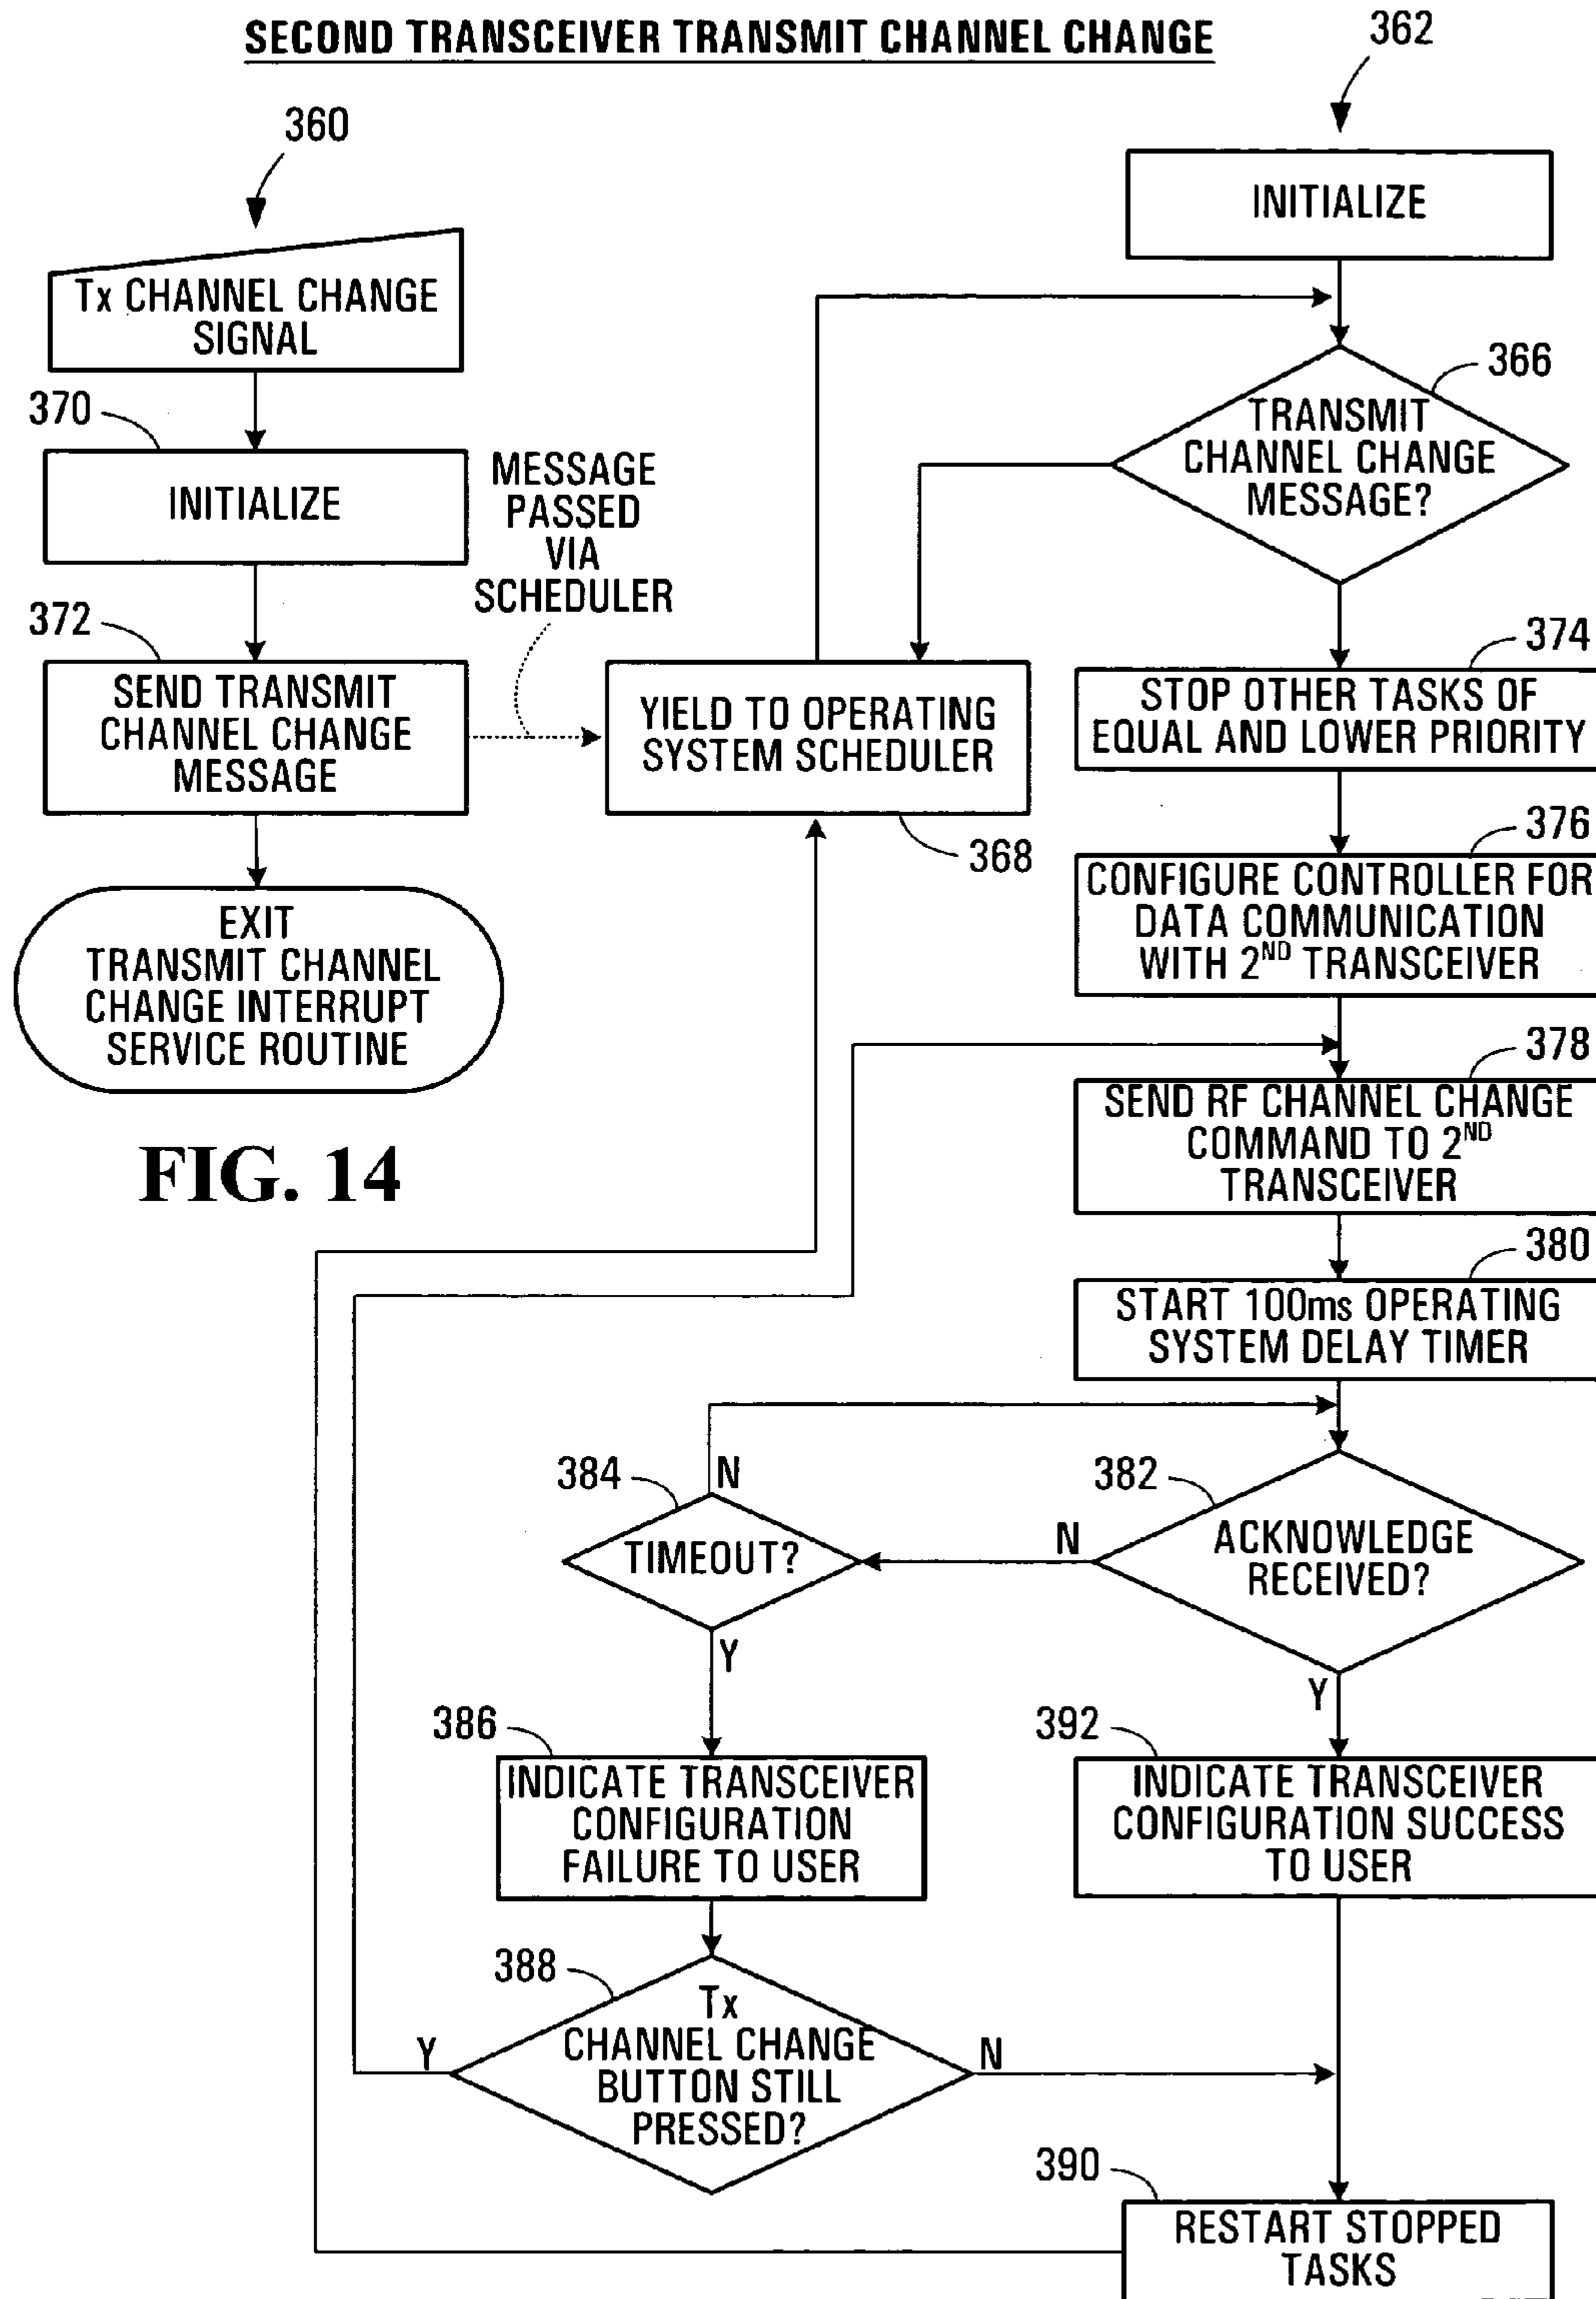 SECOND TRANSCEIVER TRANSMIT CHANNEL CHANGE
362
360
INITIALIZE
Tx CHANNEL CHANGE
SIGNAL
366
TRANSMIT
CHANNEL CHANGE
MESSAGE?
370
INITIALIZE
MESSAGE
PASSED
VIA
SCHEDULER
372
SEND TRANSMIT
CHANNEL CHANGE
MESSAGE
YIELD TO OPERATING
SYSTEM SCHEDULER
368
374
STOP OTHER TASKS OF
EQUAL AND LOWER PRIORITY
376
CONFIGURE CONTROLLER FOR
DATA COMMUNICATION
WITH 2ND TRANSCEIVER
EXIT
TRANSMIT CHANNEL
CHANGE INTERRUPT
SERVICE ROUTINE
378
SEND RF CHANNEL CHANGE
COMMAND TO 2ND
TRANSCEIVER
FIG. 14
380
START 100ms OPERATING
SYSTEM DELAY TIMER
384
N
TIMEOUT?
Y
382
N
ACKNOWLEDGE
RECEIVED?
Y
386
INDICATE TRANSCEIVER
CONFIGURATION
FAILURE TO USER
392
INDICATE TRANSCEIVER
CONFIGURATION SUCCESS
TO USER
388
Y
Tx
CHANNEL CHANGE
BUTTON STILL
PRESSED?
N
390
RESTART STOPPED
TASKS